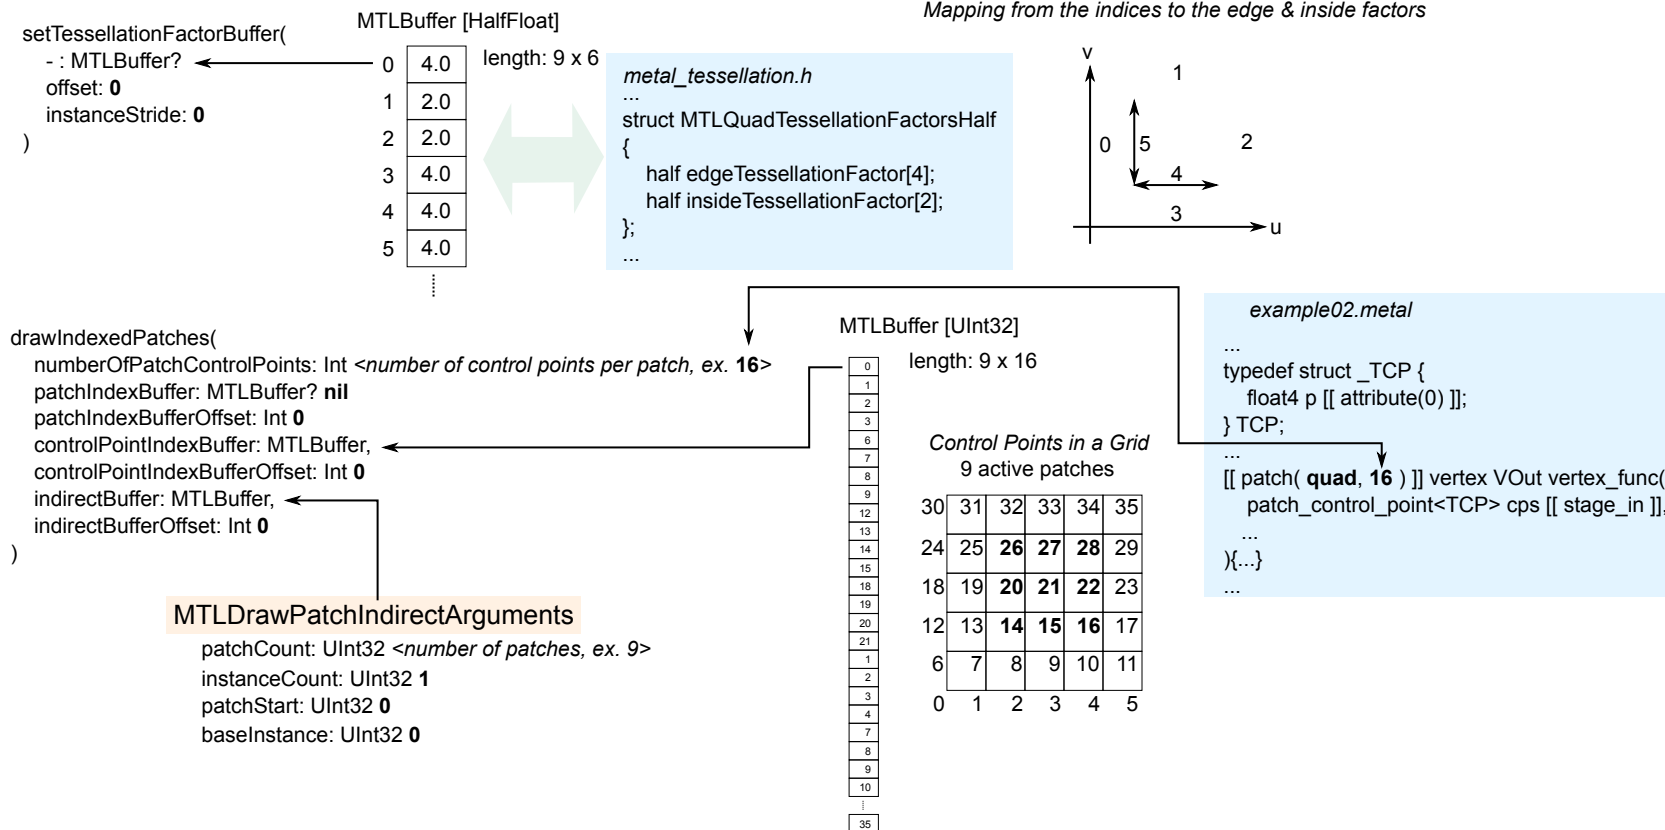 Mapping from the indices to the edge & inside factors
setTessellationFactorBuffer(
- : MTLBuffer?
offset: 0
instanceStride: 0
)
MTLBuffer [HalfFloat]
length: 9 x 6
0 4.0
1 2.0
2 2.0
3 4.0
4 4.0
5 4.0
metal_tessellation.h
...
struct MTLQuadTessellationFactorsHalf
{
half edgeTessellationFactor[4];
half insideTessellationFactor[2];
};
...
v
1
0 5 2
4
3
u
drawIndexedPatches(
numberOfPatchControlPoints: Int <number of control points per patch, ex. 16>
patchIndexBuffer: MTLBuffer? nil
patchIndexBufferOffset: Int 0
controlPointIndexBuffer: MTLBuffer,
controlPointIndexBufferOffset: Int 0
indirectBuffer: MTLBuffer,
indirectBufferOffset: Int 0
)
MTLDrawPatchIndirectArguments
patchCount: UInt32 <number of patches, ex. 9>
instanceCount: UInt32 1
patchStart: UInt32 0
baseInstance: UInt32 0
MTLBuffer [UInt32]
length: 9 x 16
0
1
2
3
6
7
8
9
12
13
14
15
18
19
20
21
1
2
3
4
7
8
9
10
35
Control Points in a Grid
9 active patches
30 31 32 33 34 35
24 25 26 27 28 29
18 19 20 21 22 23
12 13 14 15 16 17
6 7 8 9 10 11
0 1 2 3 4 5
example02.metal
...
typedef struct _TCP {
float4 p [[ attribute(0) ]];
} TCP;
...
[[ patch( quad, 16 ) ]] vertex VOut vertex_func(
patch_control_point<TCP> cps [[ stage_in ]],
...
){...}
...